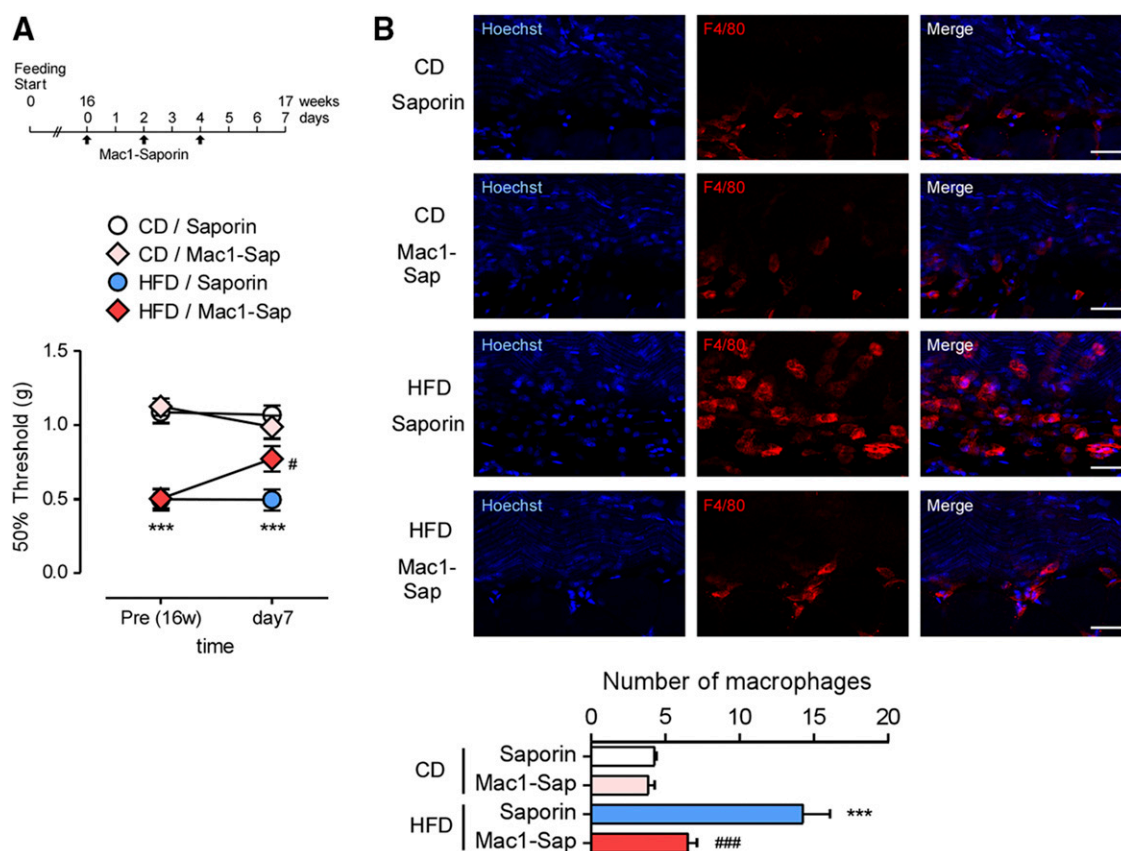 A
Feeding
Start
0 16 17 weeks
0 1 2 3 4 5 6 7 days
Mac1-Saporin
CD / Saporin
CD / Mac1-Sap
HFD / Saporin
HFD / Mac1-Sap
50% Threshold (g)
1.5
1.0
0.5
0.0
#
*** ***
Pre (16w) day7
time
B
CD
Saporin
Hoechst F4/80 Merge
CD
Mac1-
Sap
Hoechst F4/80 Merge
HFD
Saporin
Hoechst F4/80 Merge
HFD
Mac1-
Sap
Hoechst F4/80 Merge
Number of macrophages
0 5 10 15 20
CD
Saporin
Mac1-Sap
HFD
Saporin ***
Mac1-Sap ###